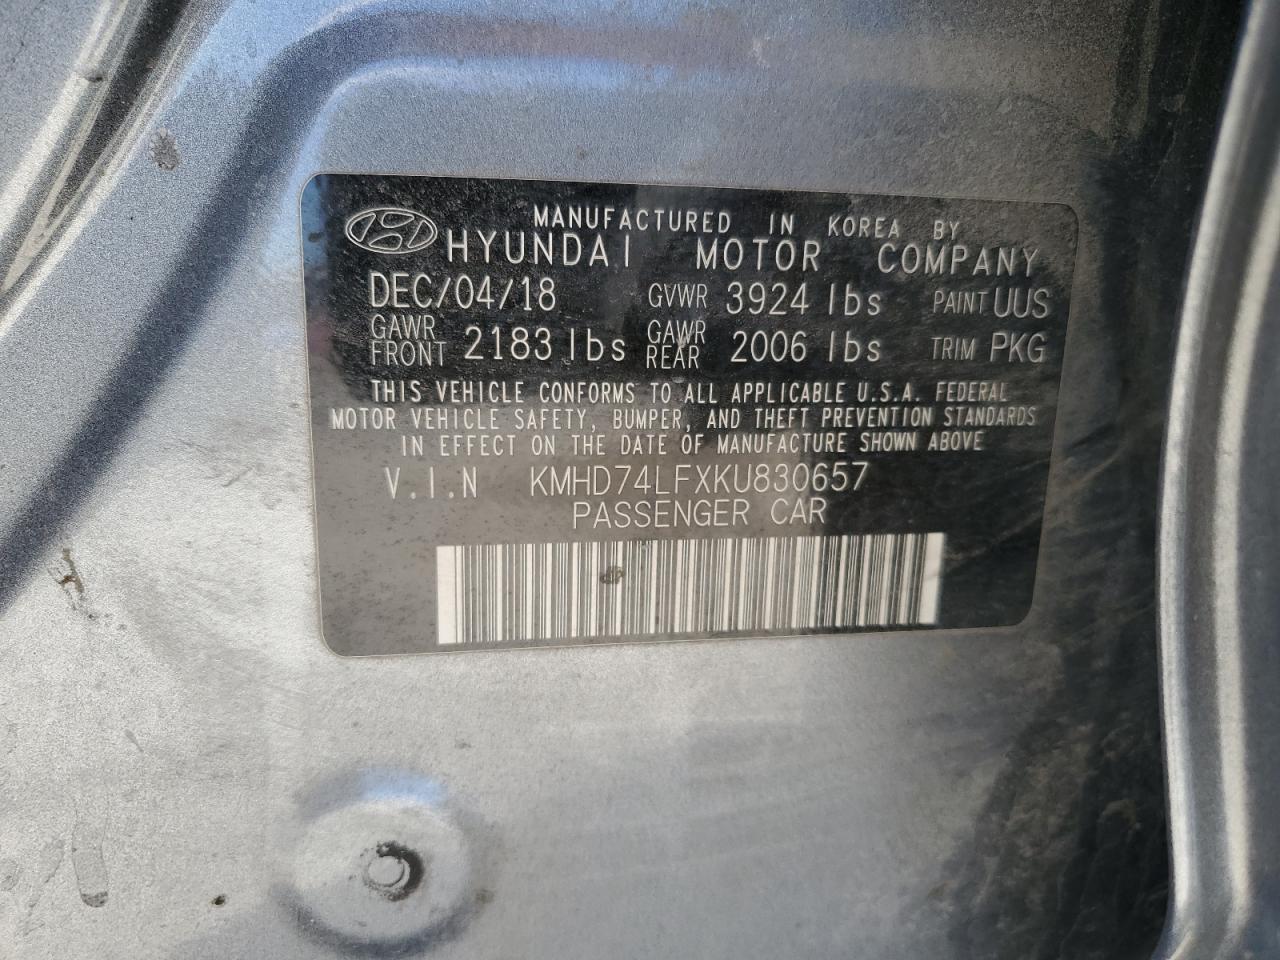 MANUFACTURED IN KOREA BY
HYUNDAI MOTOR COMPANY
DEC/04/18 GVWR 3924 lbs PAINT UUS
GAWR FRONT 2183 lbs GAWR REAR 2006 lbs TRIM PKG
THIS VEHICLE CONFORMS TO ALL APPLICABLE U.S.A. FEDERAL
MOTOR VEHICLE SAFETY, BUMPER, AND THEFT PREVENTION STANDARDS
IN EFFECT ON THE DATE OF MANUFACTURE SHOWN ABOVE
V.I.N KMHD74LFXKU830657
PASSENGER CAR